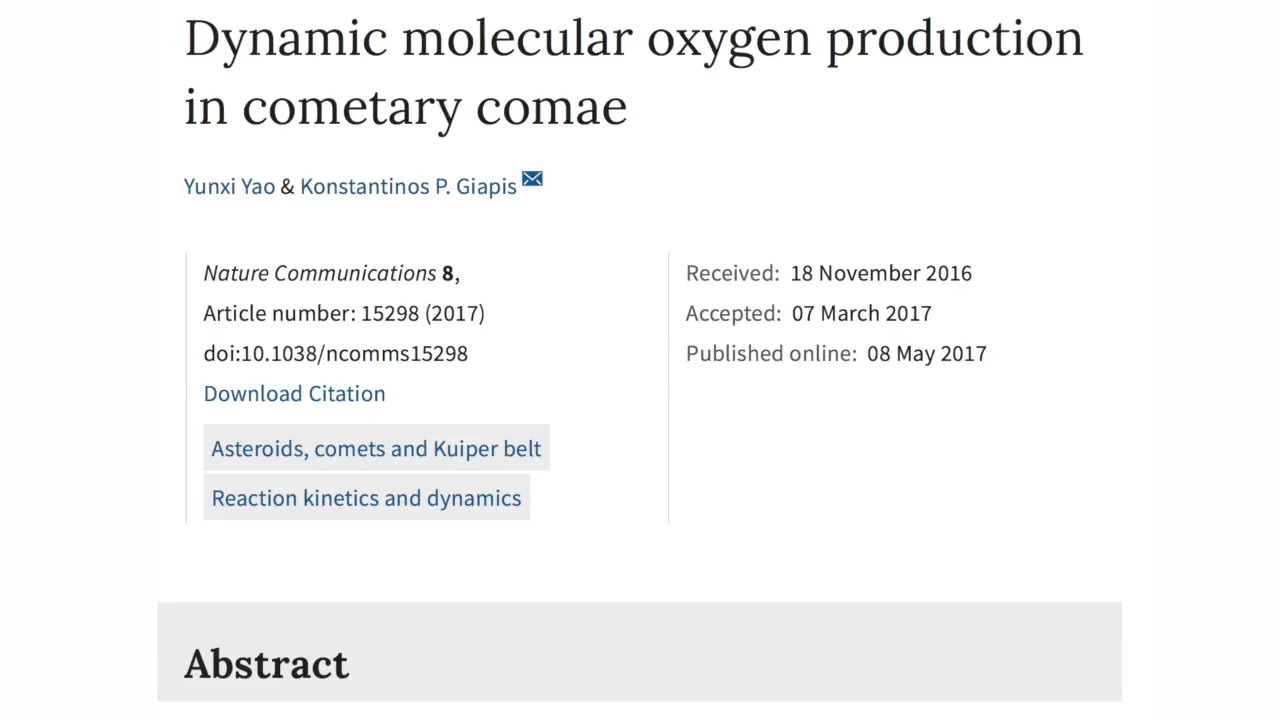 Dynamic molecular oxygen production
in cometary comae
Yunxi Yao & Konstantinos P. Giapis
Nature Communications 8,
Article number: 15298 (2017)
doi:10.1038/ncomms15298
Download Citation
Asteroids, comets and Kuiper belt
Reaction kinetics and dynamics
Received: 18 November 2016
Accepted: 07 March 2017
Published online: 08 May 2017
Abstract